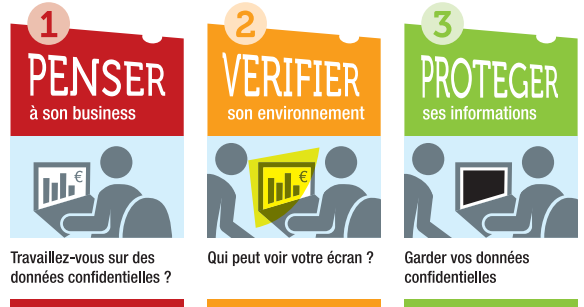 1
PENSER
à son business
€
Travaillez-vous sur des
données confidentielles ?
2
VERIFIER
son environnement
€
Qui peut voir votre écran ?
3
PROTEGER
ses informations
Garder vos données
confidentielles